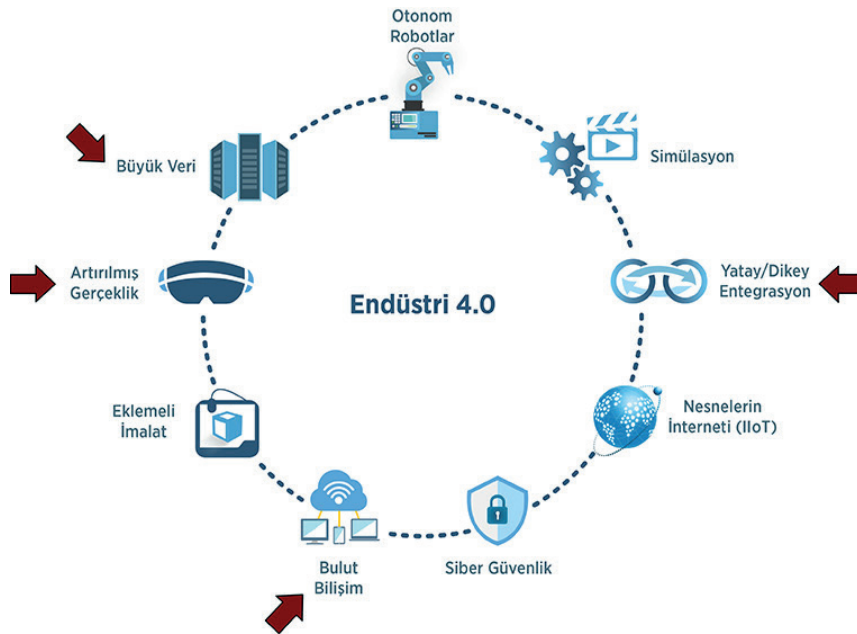 Otonom
Robotlar
Simülasyon
Yatay/Dikey
Entegrasyon
Nesnelerin
İnterneti (IIoT)
Siber Güvenlik
Bulut
Bilişim
Eklemeli
İmalat
Artırılmış
Gerçeklik
Büyük Veri
Endüstri 4.0